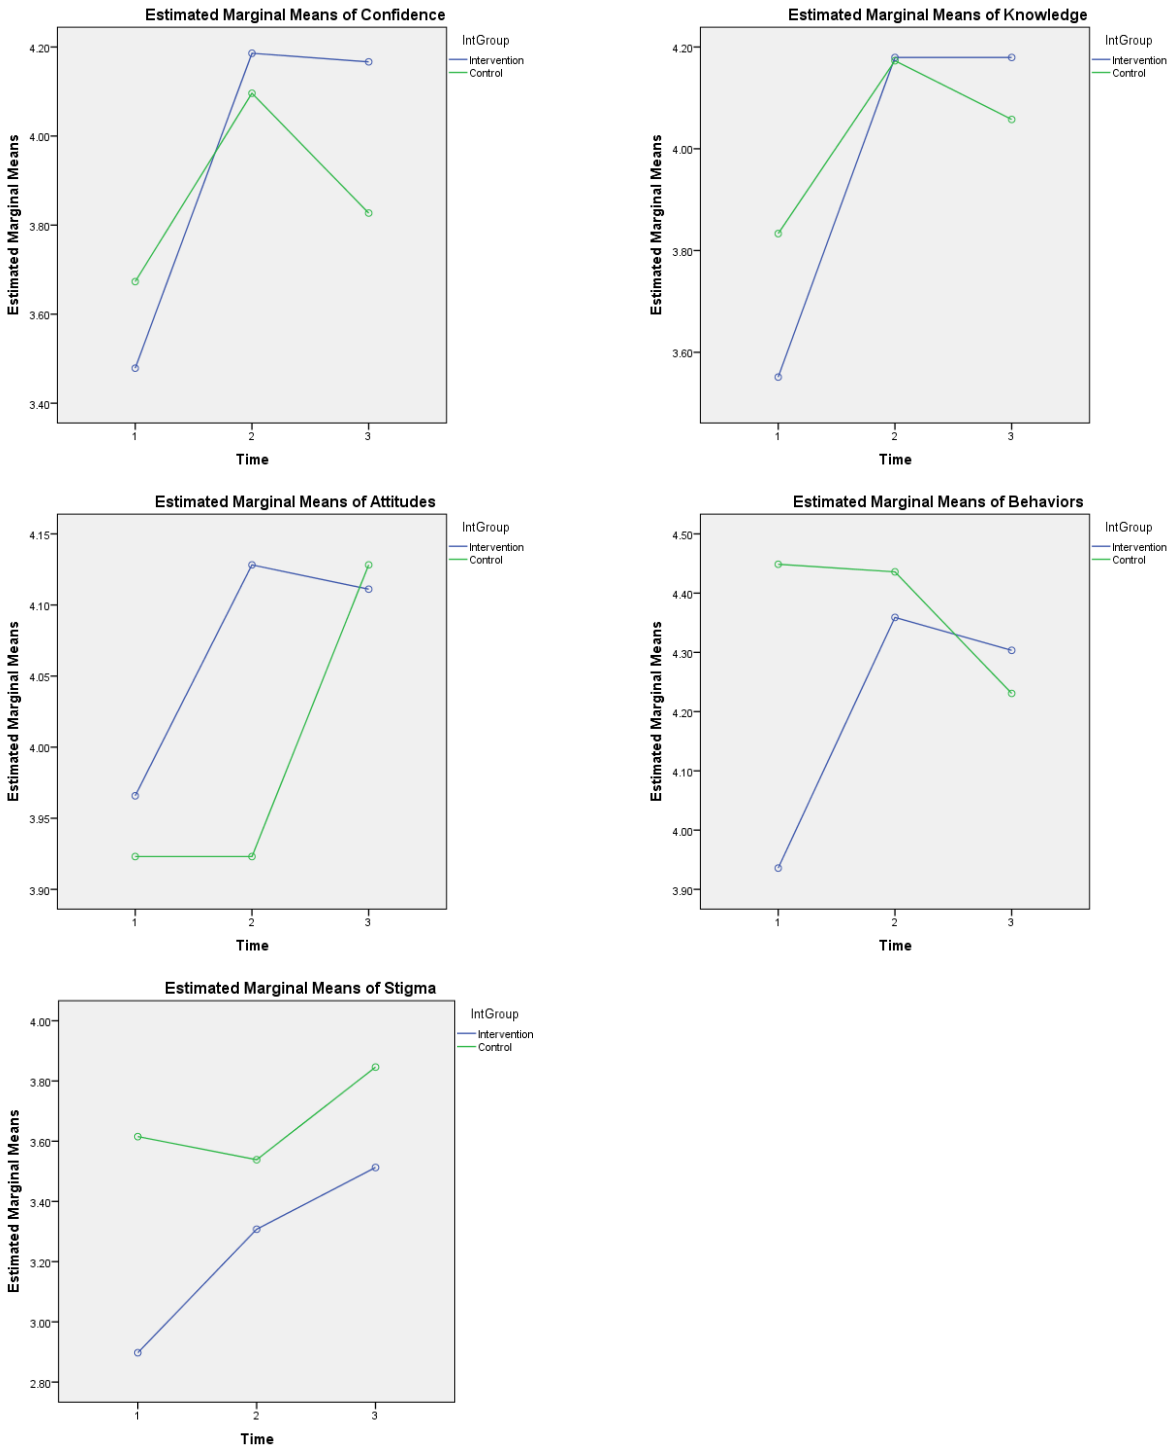 Estimated Marginal Means of Confidence
IntGroup
Intervention
Control
Estimated Marginal Means
4.20
4.00
3.80
3.60
3.40
1 2 3
Time
Estimated Marginal Means of Knowledge
IntGroup
Intervention
Control
Estimated Marginal Means
4.20
4.00
3.80
3.60
1 2 3
Time
Estimated Marginal Means of Attitudes
IntGroup
Intervention
Control
Estimated Marginal Means
4.15
4.10
4.05
4.00
3.95
3.90
1 2 3
Time
Estimated Marginal Means of Behaviors
IntGroup
Intervention
Control
Estimated Marginal Means
4.50
4.40
4.30
4.20
4.10
4.00
3.90
1 2 3
Time
Estimated Marginal Means of Stigma
IntGroup
Intervention
Control
Estimated Marginal Means
4.00
3.80
3.60
3.40
3.20
3.00
2.80
1 2 3
Time